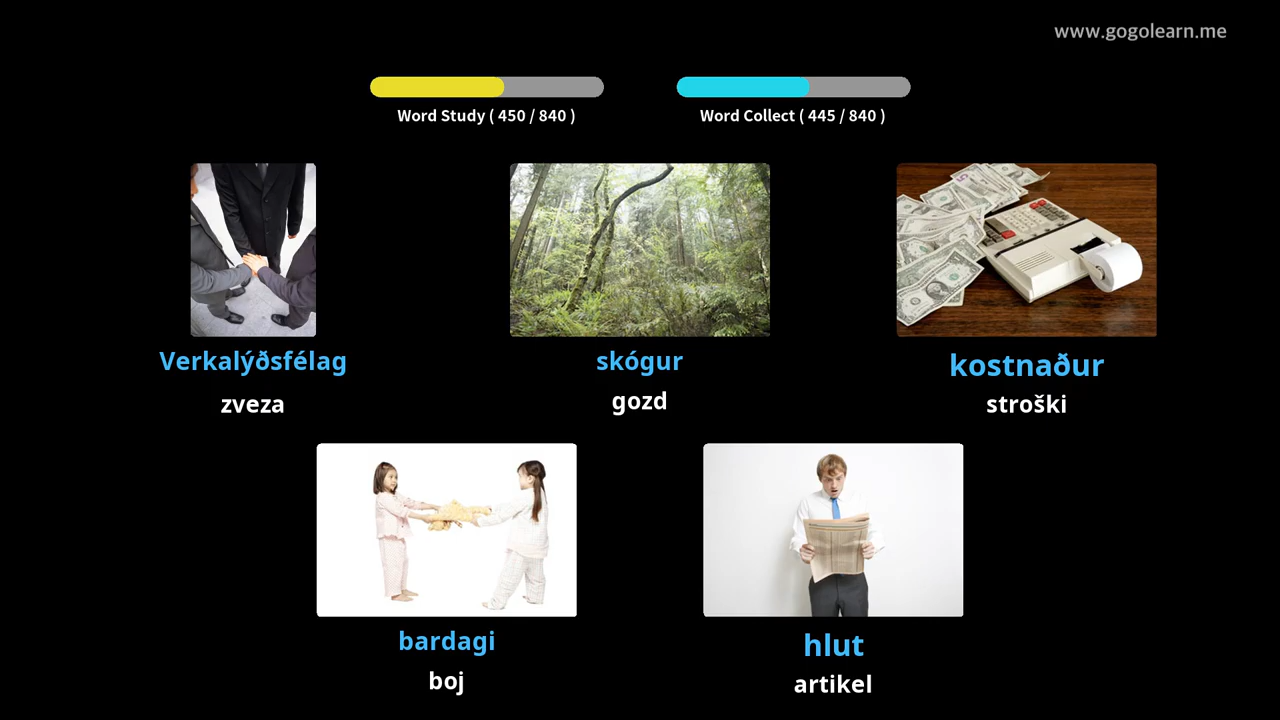 www.gogolearn.me
Word Study ( 450 / 840 )
Word Collect ( 445 / 840 )
Verkalýðsfélag
zveza
skógur
gozd
kostnaður
stroški
bardagi
boj
hlut
artikel